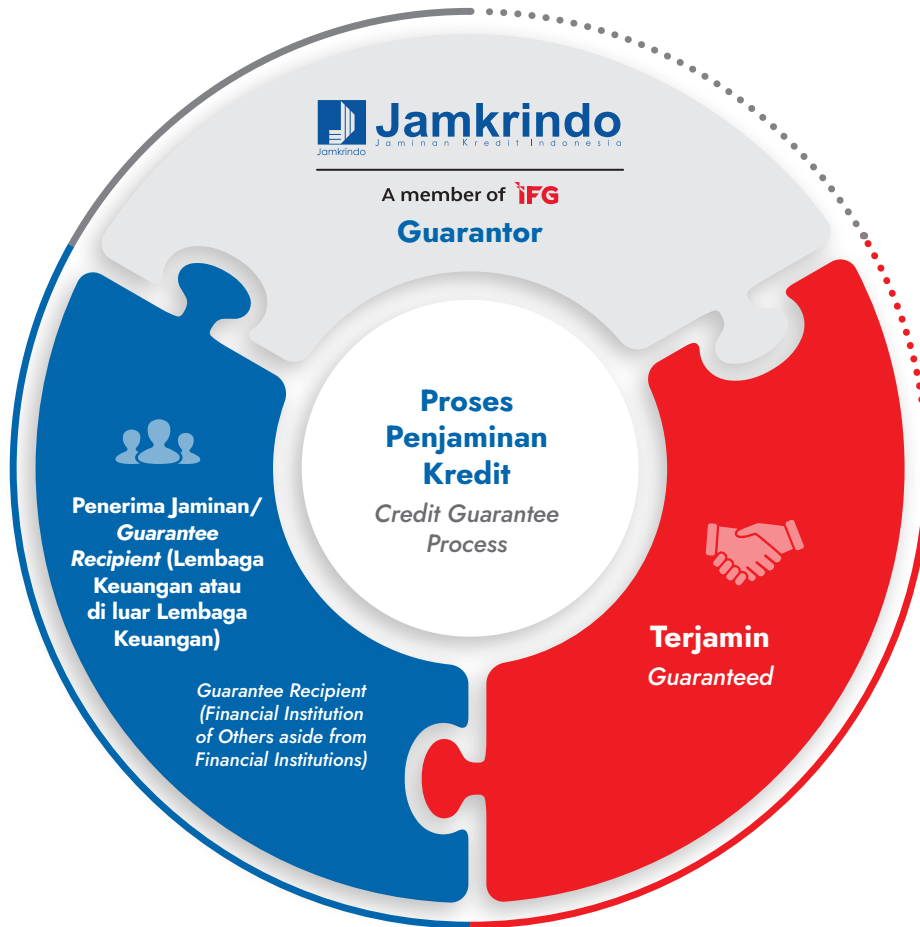 Jamkrindo
Jamkrindo
Jaminan Kredit Indonesia
A member of IFG
Guarantor
Proses
Penjaminan
Kredit
Credit Guarantee
Process
Penerima Jaminan/
Guarantee
Recipient (Lembaga
Keuangan atau
di luar Lembaga
Keuangan)
Guarantee Recipient
(Financial Institution
of Others aside from
Financial Institutions)
Terjamin
Guaranteed